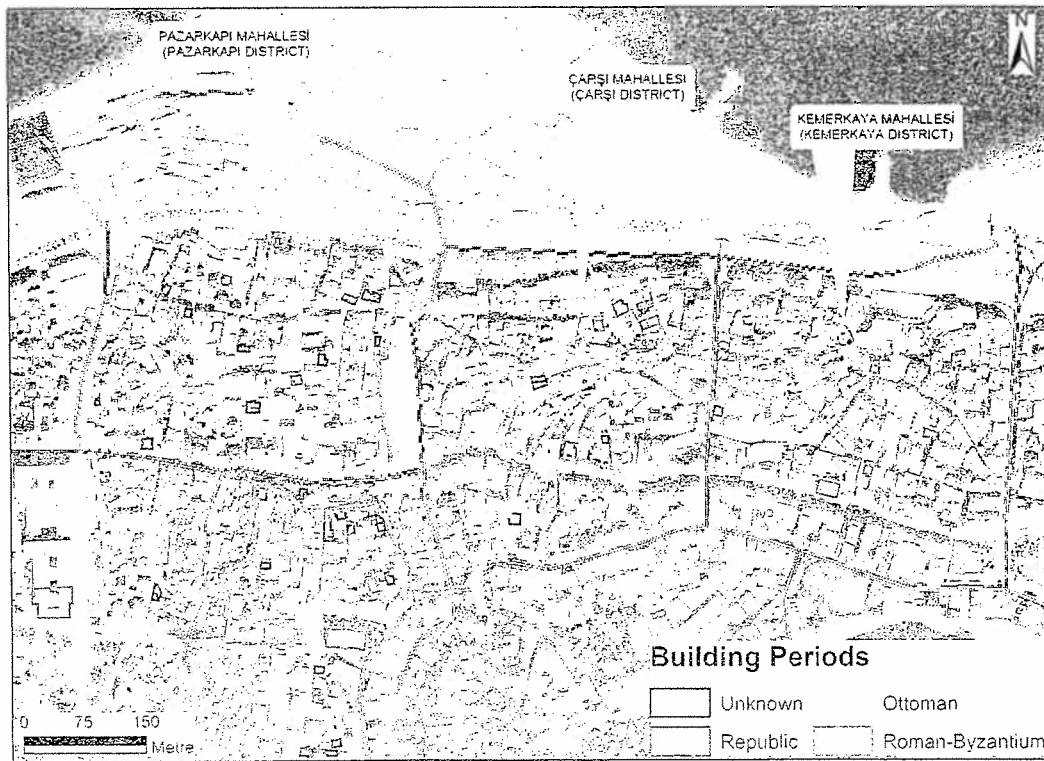 PAZARKAPI MAHALLESİ
(PAZARKAPI DISTRICT)
ÇARŞI MAHALLESİ
(ÇARŞI DISTRICT)
KEMERKAYA MAHALLESİ
(KEMERKAYA DISTRICT)
N
Building Periods
Unknown Ottoman
Republic Roman-Byzantium
0 75 150
Metre